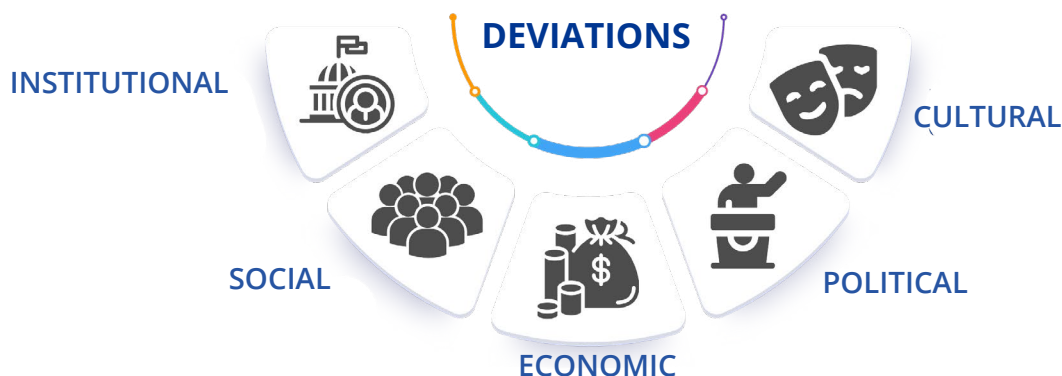 DEVIATIONS
INSTITUTIONAL
SOCIAL
ECONOMIC
POLITICAL
CULTURAL
$